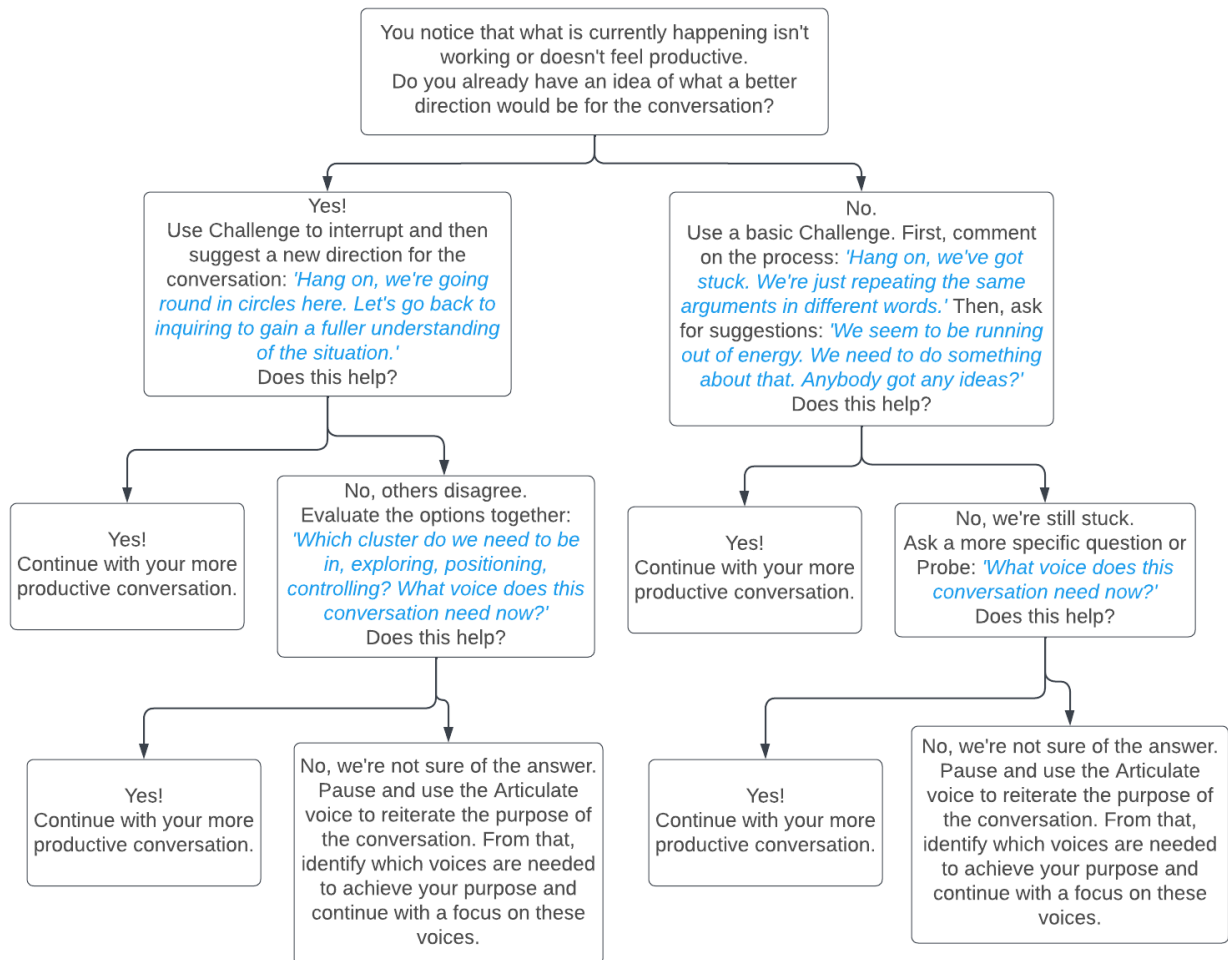 You notice that what is currently happening isn't
working or doesn't feel productive.
Do you already have an idea of what a better
direction would be for the conversation?
Yes!
Use Challenge to interrupt and then
suggest a new direction for the
conversation: 'Hang on, we're going
round in circles here. Let's go back to
inquiring to gain a fuller understanding
of the situation.'
Does this help?
No.
Use a basic Challenge. First, comment
on the process: 'Hang on, we've got
stuck. We're just repeating the same
arguments in different words.' Then, ask
for suggestions: 'We seem to be running
out of energy. We need to do something
about that. Anybody got any ideas?'
Does this help?
Yes!
Continue with your more
productive conversation.
No, others disagree.
Evaluate the options together:
'Which cluster do we need to be
in, exploring, positioning,
controlling? What voice does this
conversation need now?'
Does this help?
Yes!
Continue with your more
productive conversation.
No, we're still stuck.
Ask a more specific question or
Probe: 'What voice does this
conversation need now?'
Does this help?
Yes!
Continue with your more
productive conversation.
No, we're not sure of the answer.
Pause and use the Articulate
voice to reiterate the purpose of
the conversation. From that,
identify which voices are needed
to achieve your purpose and
continue with a focus on these
voices.
Yes!
Continue with your more
productive conversation.
No, we're not sure of the answer.
Pause and use the Articulate
voice to reiterate the purpose of
the conversation. From that,
identify which voices are needed
to achieve your purpose and
continue with a focus on these
voices.